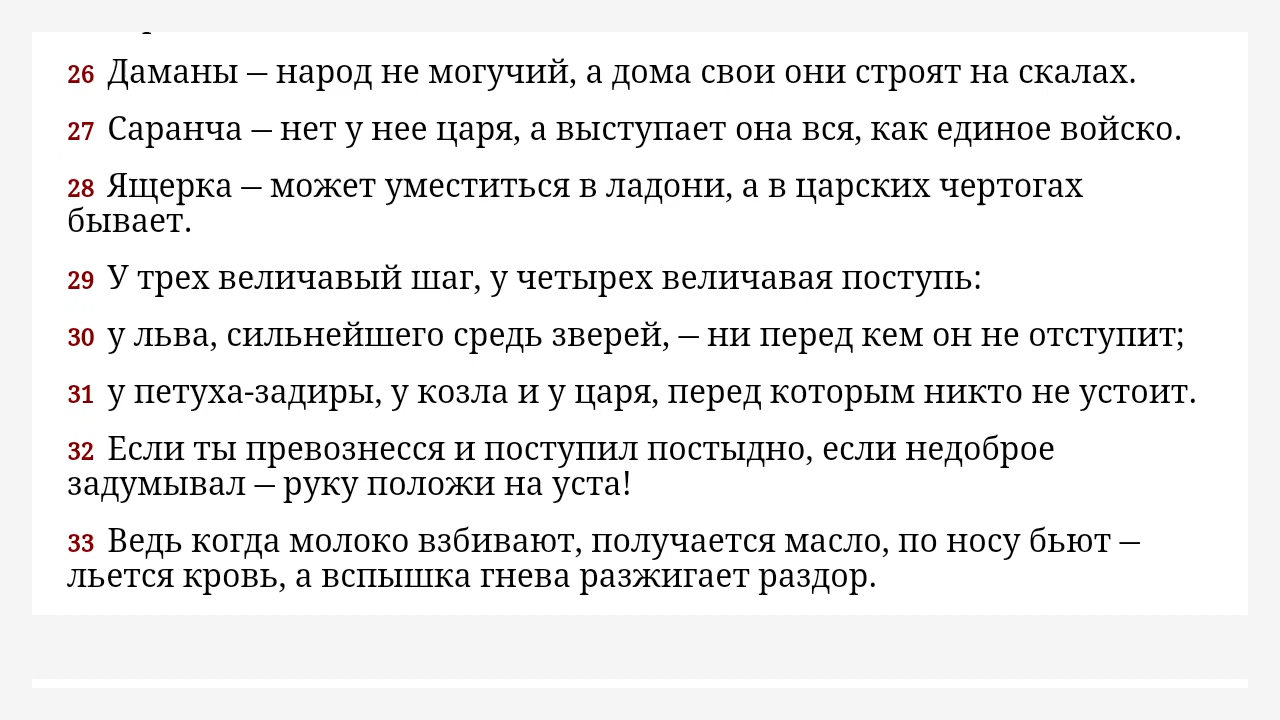 26 Даманы – народ не могучий, а дома свои они строят на скалах.
27 Саранча – нет у нее царя, а выступает она вся, как единое войско.
28 Ящерка – может уместиться в ладони, а в царских чертогах
бывает.
29 У трех величавый шаг, у четырех величавая поступь:
30 у льва, сильнейшего средь зверей, – ни перед кем он не отступит;
31 у петуха-задиры, у козла и у царя, перед которым никто не устоит.
32 Если ты превознесся и поступил постыдно, если недоброе
задумывал – руку положи на уста!
33 Ведь когда молоко взбивают, получается масло, по носу бьют –
льется кровь, а вспышка гнева разжигает раздор.